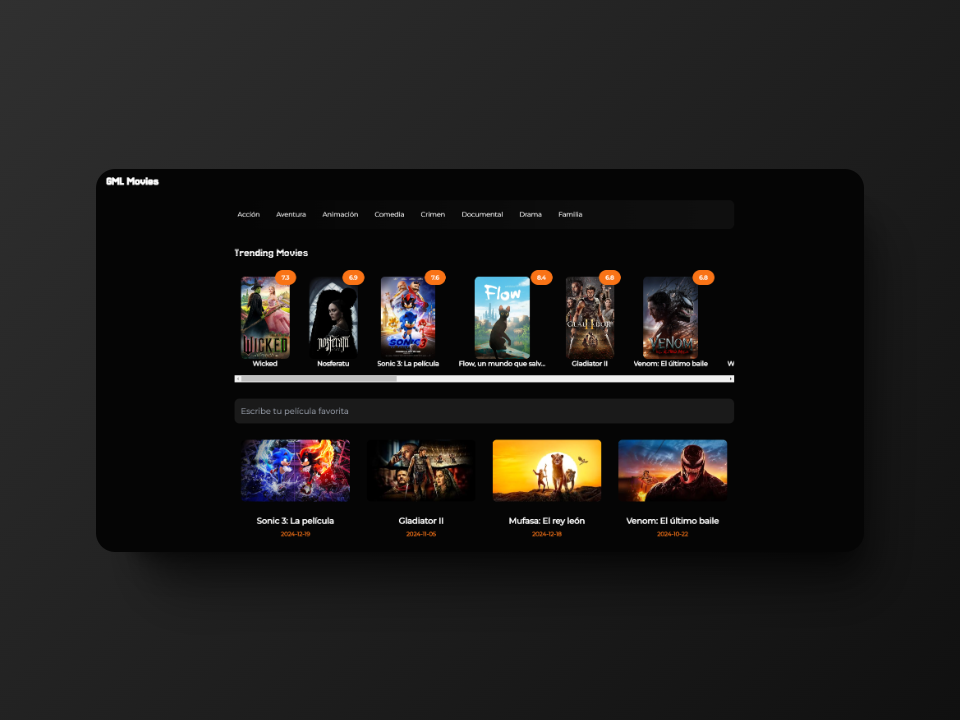 GML Movies
Acción Aventura Animación Comedia Crimen Documental Drama Familia
Trending Movies
7.3 6.9 7.6 8.4 6.8 6.8
WICKED nosferatu SONIC 3 Flow GLADIATOR VENOM
Wicked Nosferatu Sonic 3: La película Flow, un mundo que salv... Gladiator II Venom: El último baile W
Escribe tu película favorita
Sonic 3: La película Gladiator II Mufasa: El rey león Venom: El último baile
2024-12-19 2024-11-05 2024-12-18 2024-10-22